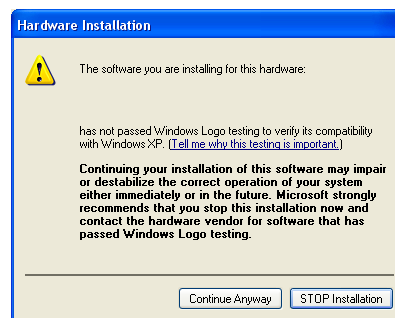 Hardware Installation
The software you are installing for this hardware:
has not passed Windows Logo testing to verify its compatibility
with Windows XP. (Tell me why this testing is important.)
Continuing your installation of this software may impair
or destabilize the correct operation of your system
either immediately or in the future. Microsoft strongly
recommends that you stop this installation now and
contact the hardware vendor for software that has
passed Windows Logo testing.
Continue Anyway
STOP Installation